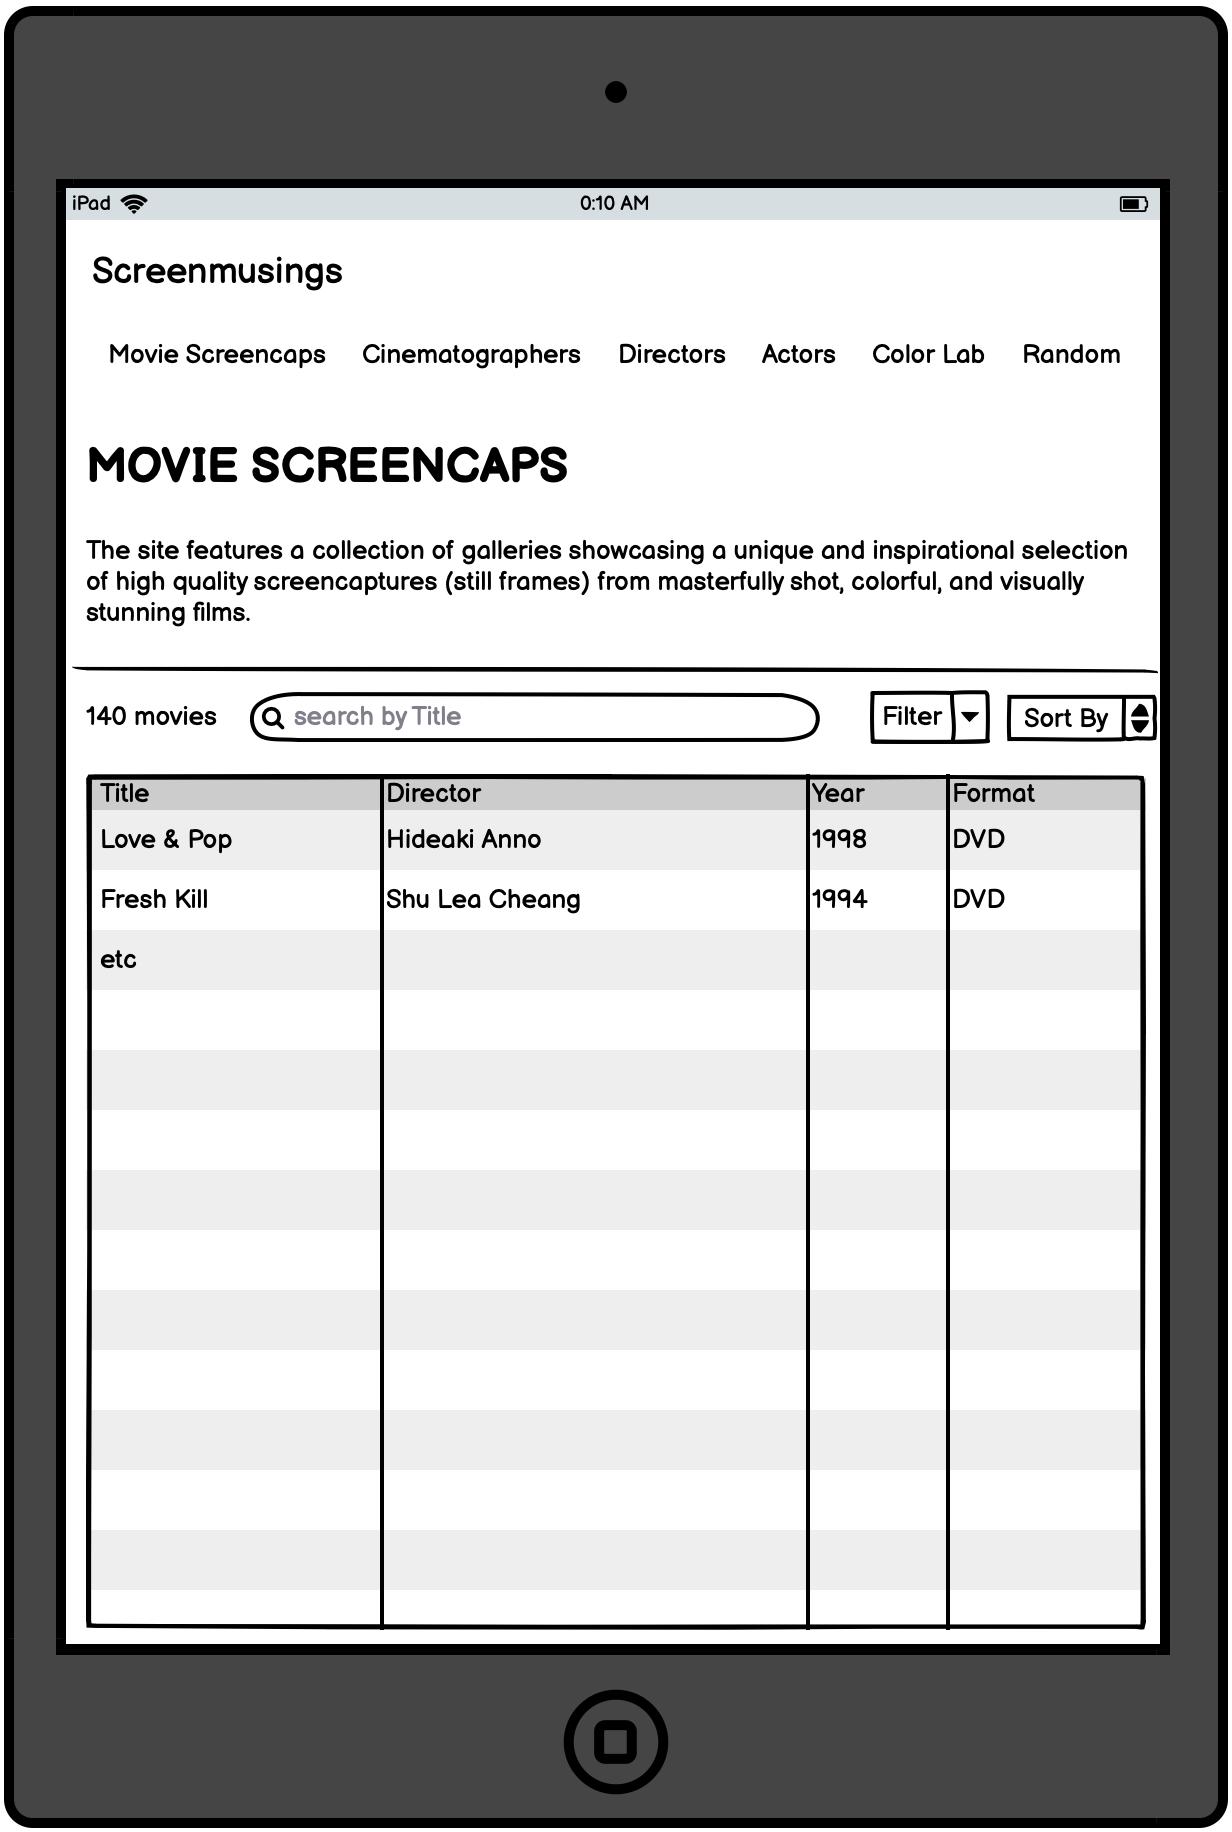 iPad 0:10 AM
Screenmusings
Movie Screencaps Cinematographers Directors Actors Color Lab Random
MOVIE SCREENCAPS
The site features a collection of galleries showcasing a unique and inspirational selection
of high quality screencaptures (still frames) from masterfully shot, colorful, and visually
stunning films.
140 movies search by Title Filter Sort By
Title Director Year Format
Love & Pop Hideaki Anno 1998 DVD
Fresh Kill Shu Lea Cheang 1994 DVD
etc